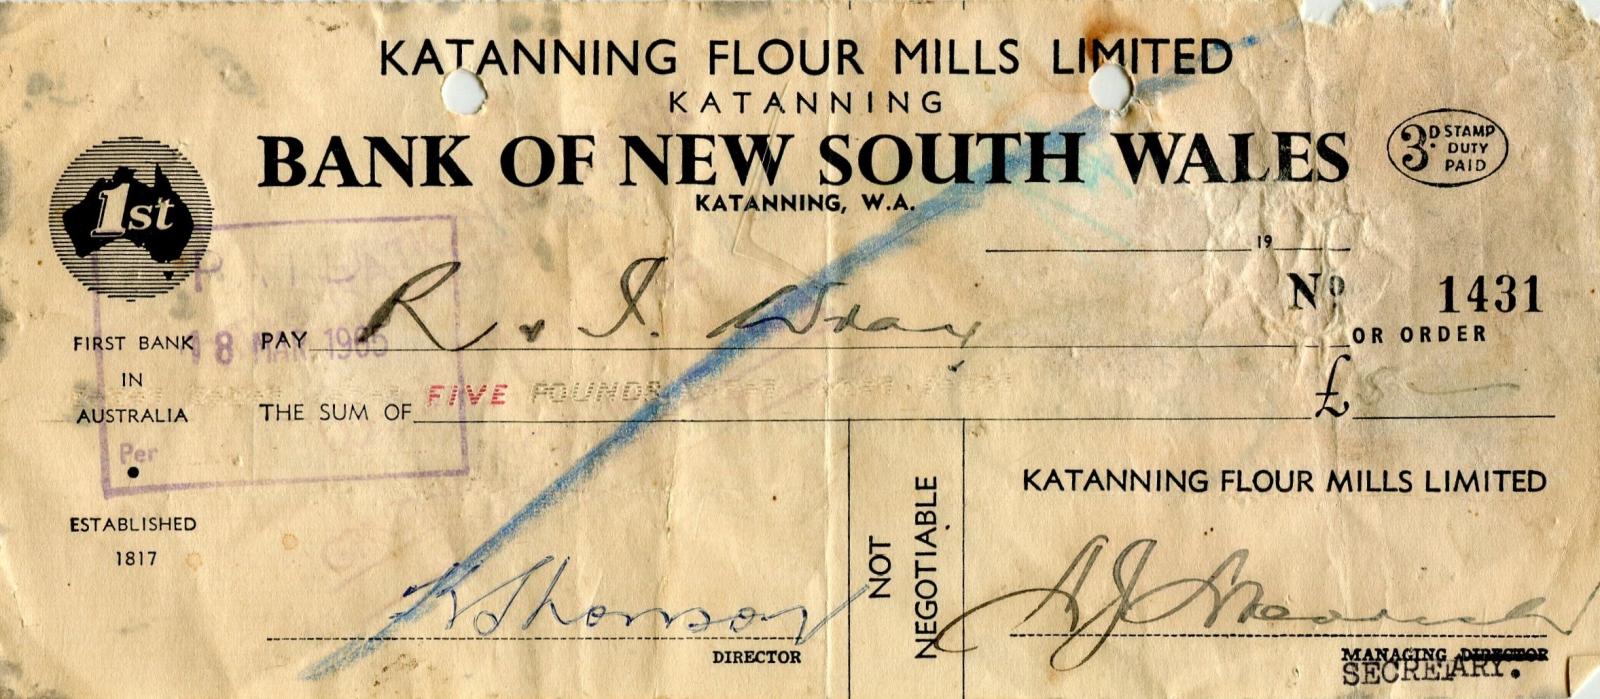 KATANNING FLOUR MILLS LIMITED
KATANNING
BANK OF NEW SOUTH WALES
KATANNING, W.A.
3D. STAMP DUTY PAID
1st
19
No 1431
18 MAR 1965
PAY R & I. Wray OR ORDER
THE SUM OF FIVE POUNDS £ 5 —
FIRST BANK
IN
AUSTRALIA
Per
ESTABLISHED
1817
NOT
NEGOTIABLE
KATANNING FLOUR MILLS LIMITED
Thomson
DIRECTOR
MANAGING DIRECTOR
SECRETARY.